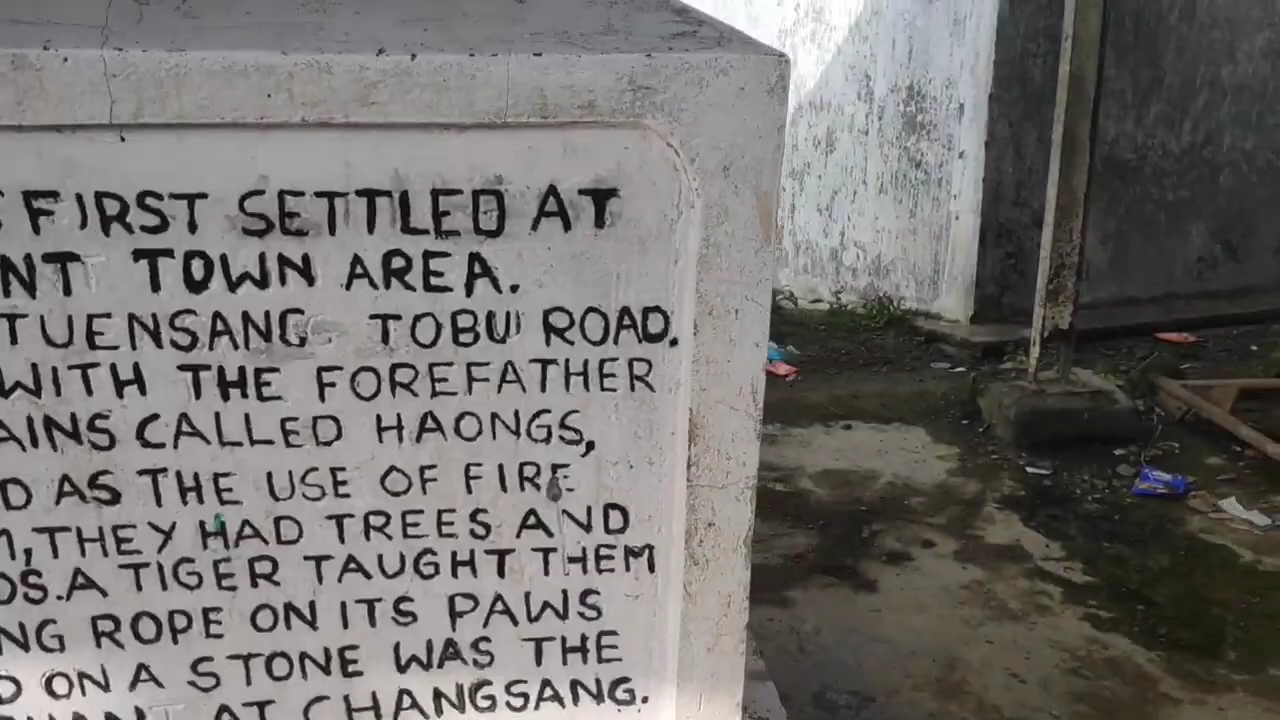 FIRST SETTLED AT
NT TOWN AREA.
TUENSANG TOBU ROAD.
WITH THE FOREFATHER
AINS CALLED HAONGS,
D AS THE USE OF FIRE
, THEY HAD TREES AND
DS. A TIGER TAUGHT THEM
NG ROPE ON ITS PAWS
D ON A STONE WAS THE
AT CHANGSANG.